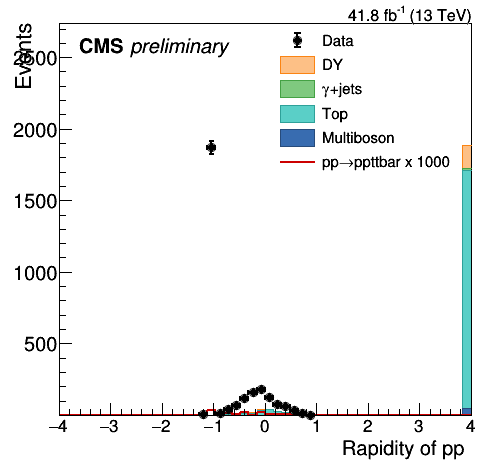 41.8 fb⁻¹ (13 TeV)
Events
CMS preliminary
Data
DY
γ+jets
Top
Multiboson
pp→ppttbar x 1000
2500
2000
1500
1000
500
−4 −3 −2 −1 0 1 2 3 4
Rapidity of pp